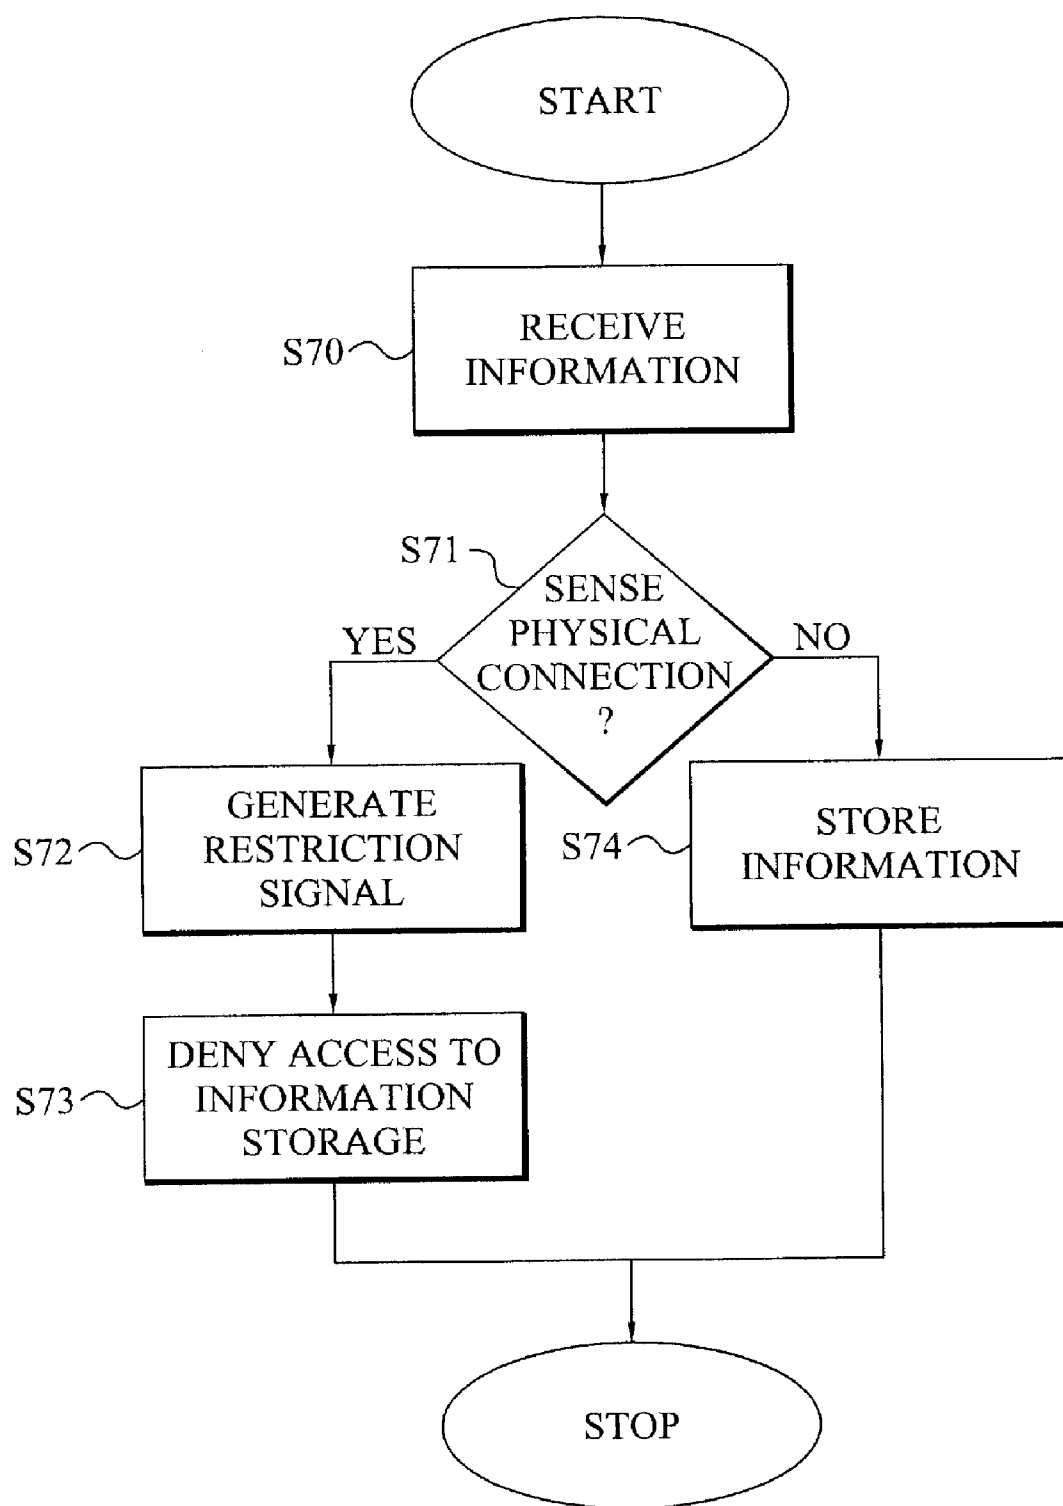 START
S70
RECEIVE
INFORMATION
S71
SENSE
PHYSICAL
CONNECTION
?
YES
NO
S72
GENERATE
RESTRICTION
SIGNAL
S74
STORE
INFORMATION
S73
DENY ACCESS TO
INFORMATION
STORAGE
STOP